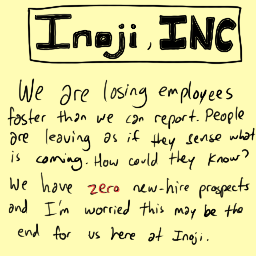 Inoji, INC
We are losing employees
faster than we can report. People
are leaving as if they sense what
is coming. How could they know?
We have zero new-hire prospects
and I'm worried this may be the
end for us here at Inoji.